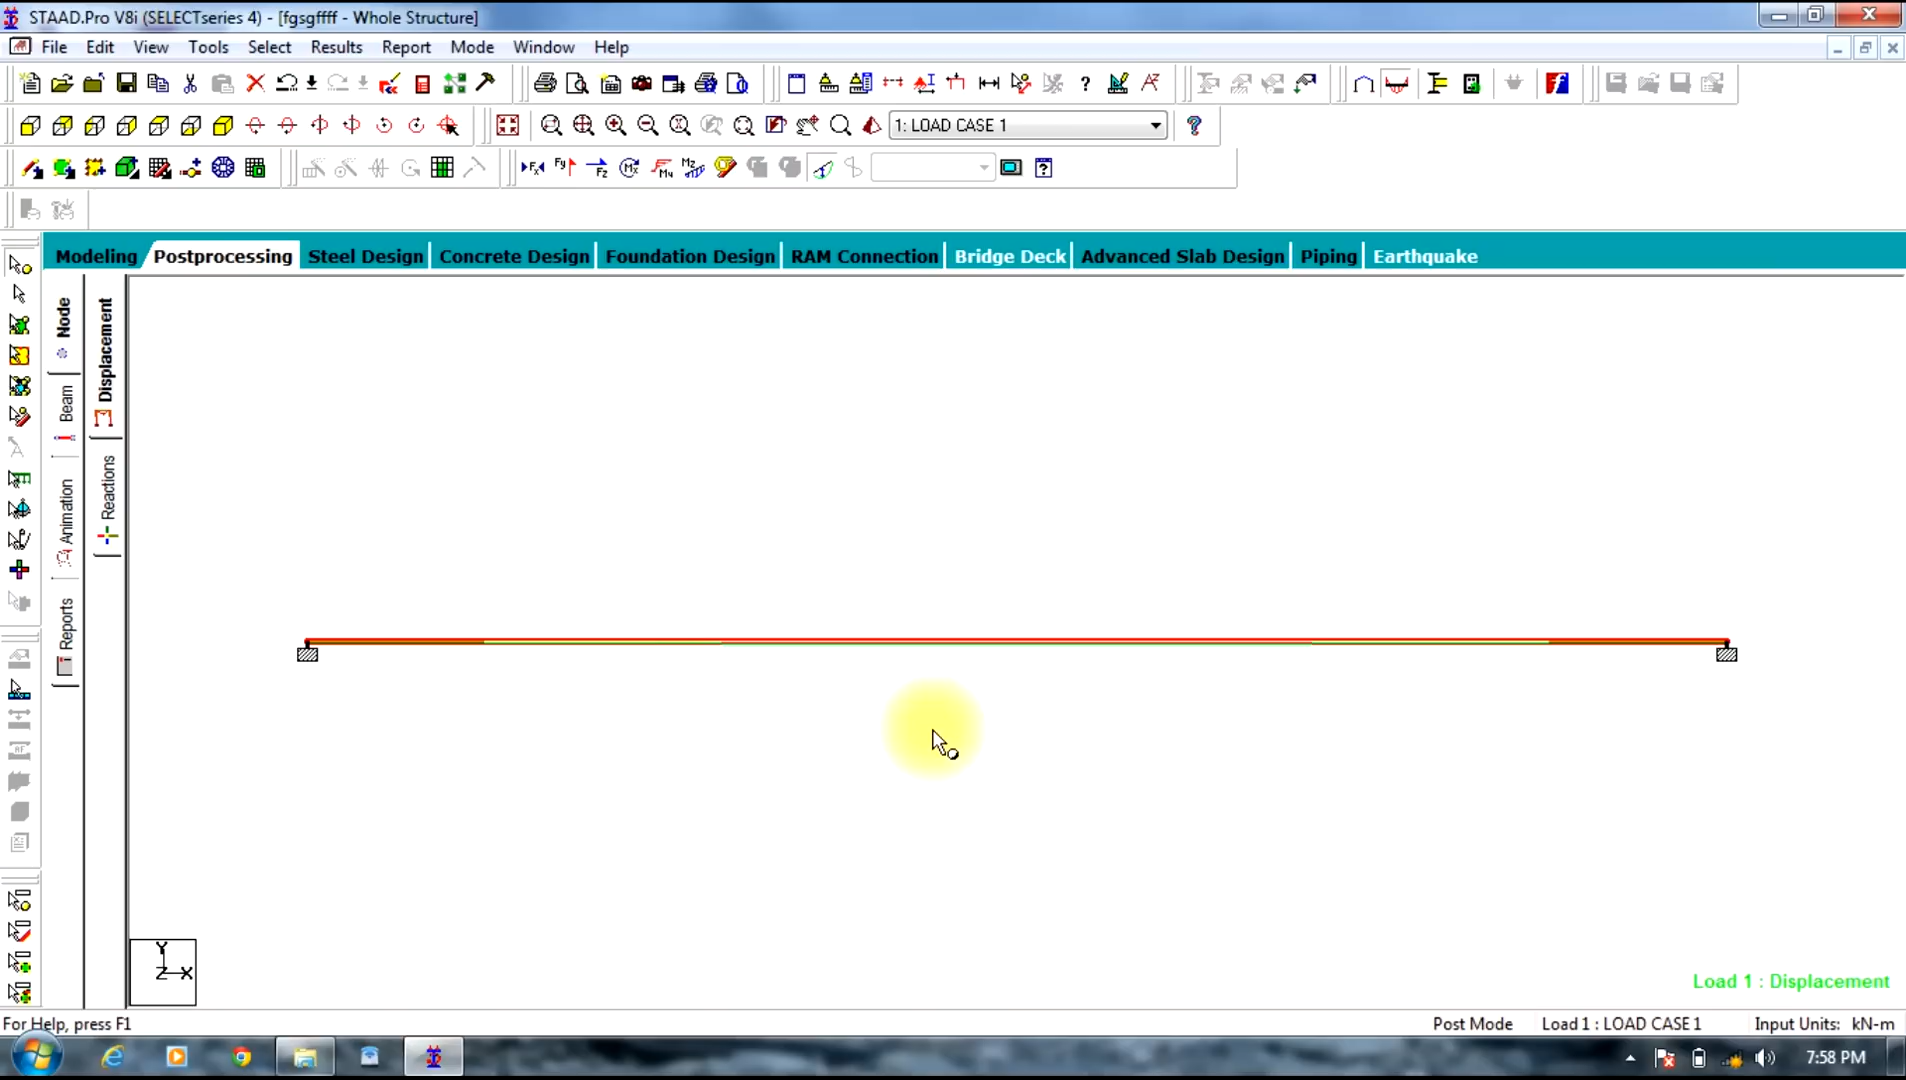 STAAD.Pro V8i (SELECTseries 4) - [fgsgffff - Whole Structure]
File Edit View Tools Select Results Report Mode Window Help
1: LOAD CASE 1
Modeling Postprocessing Steel Design Concrete Design Foundation Design RAM Connection Bridge Deck Advanced Slab Design Piping Earthquake
Node
Beam
Animation
Reports
Displacement
Reactions
Y
Z X
Load 1 : Displacement
For Help, press F1
Post Mode
Load 1 : LOAD CASE 1
Input Units: kN-m
7:58 PM